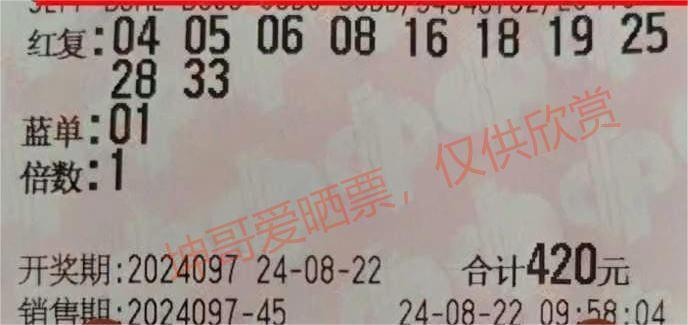 红复:04 05 06 08 16 18 19 25
28 33
蓝单:01
倍数:1
坤哥爱晒票，仅供欣赏
开奖期:2024097 24-08-22 合计420元
销售期:2024097-45 24-08-22 09:58:04